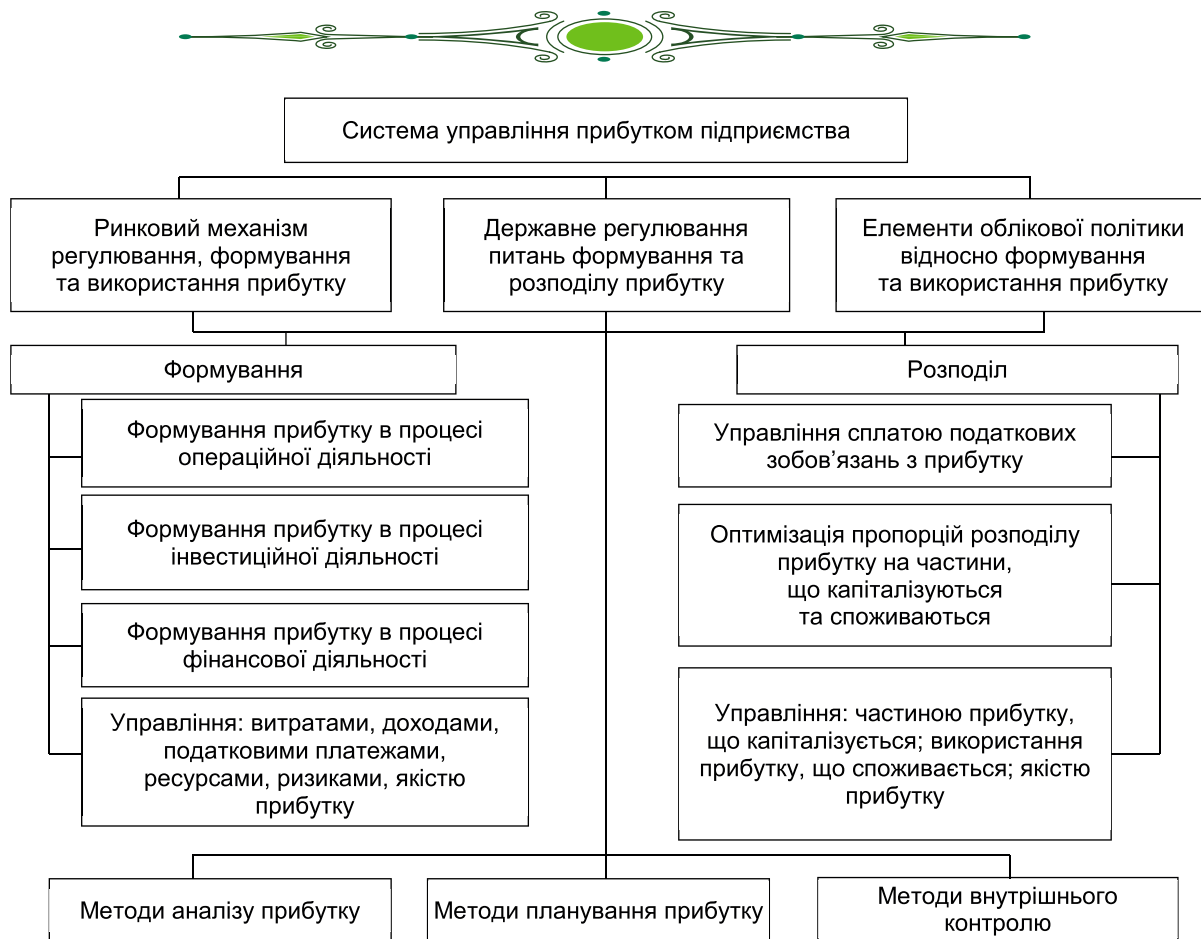 Система управління прибутком підприємства
Ринковий механізм
регулювання, формування
та використання прибутку
Державне регулювання
питань формування та
розподілу прибутку
Елементи облікової політики
відносно формування
та використання прибутку
Формування
Формування прибутку в процесі
операційної діяльності
Формування прибутку в процесі
інвестиційної діяльності
Формування прибутку в процесі
фінансової діяльності
Управління: витратами, доходами,
податковими платежами,
ресурсами, ризиками, якістю
прибутку
Розподіл
Управління сплатою податкових
зобов’язань з прибутку
Оптимізація пропорцій розподілу
прибутку на частини,
що капіталізуються
та споживаються
Управління: частиною прибутку,
що капіталізується; використання
прибутку, що споживається; якістю
прибутку
Методи аналізу прибутку
Методи планування прибутку
Методи внутрішнього
контролю